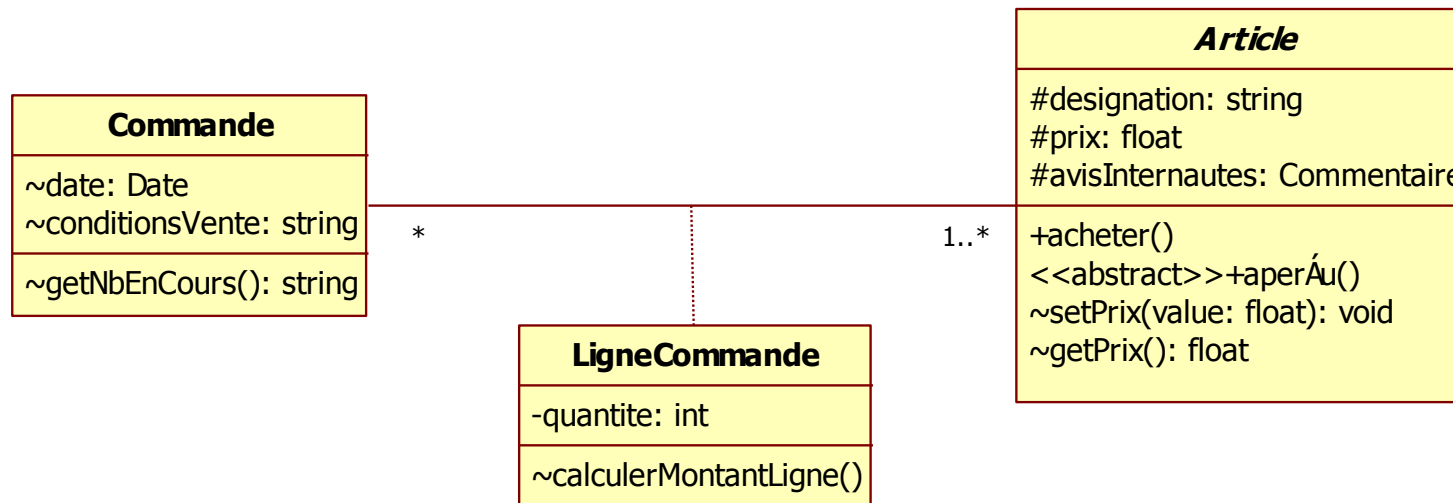 Commande
~date: Date
~conditionsVente: string
~getNbEnCours(): string
*
1..*
Article
#designation: string
#prix: float
#avisInternautes: Commentaire
+acheter()
<<abstract>>+aperÁu()
~setPrix(value: float): void
~getPrix(): float
LigneCommande
-quantite: int
~calculerMontantLigne()